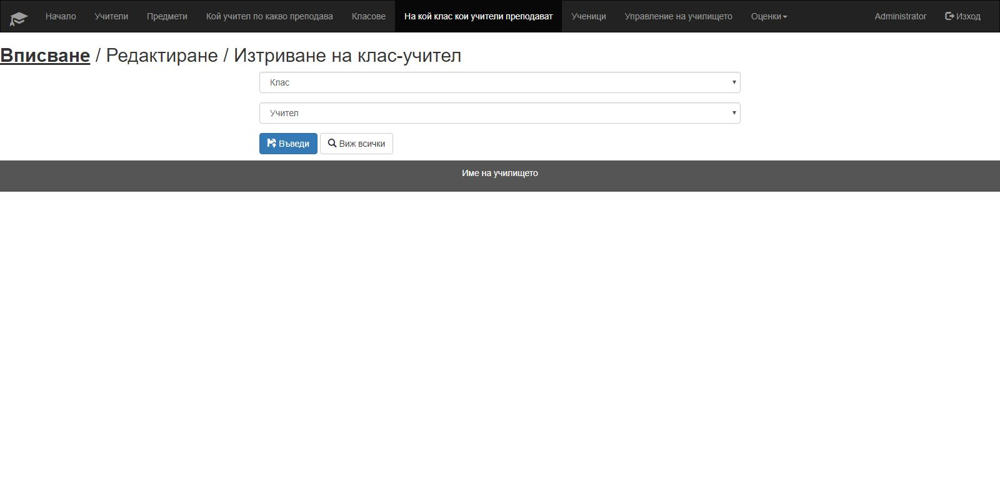 Начало Учители Предмети Кой учител по какво преподава Класове На кой клас кои учители преподават Ученици Управление на училището Оценки Administrator Изход
Вписване / Редактиране / Изтриване на клас-учител
Клас
Учител
Въведи Виж всички
Име на училището